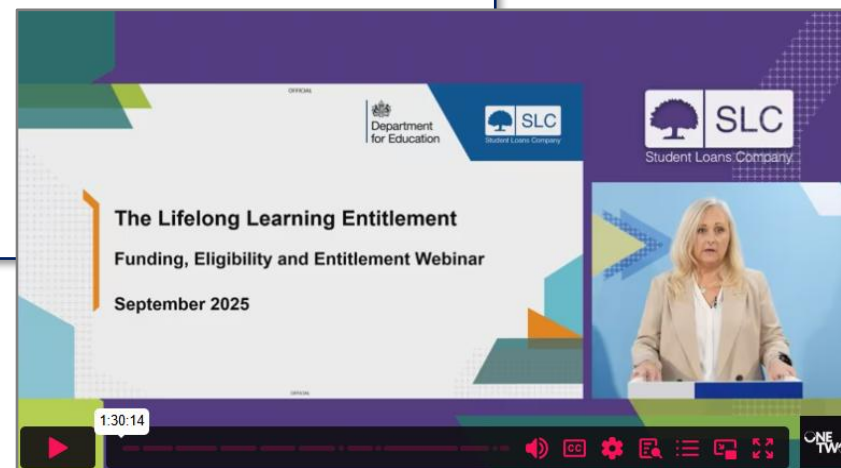 OFFICIAL
Department
for Education
SLC
Student Loans Company
SLC
Student Loans Company
The Lifelong Learning Entitlement
Funding, Eligibility and Entitlement Webinar
September 2025
OFFICIAL
1:30:14
CC
ONE
TW